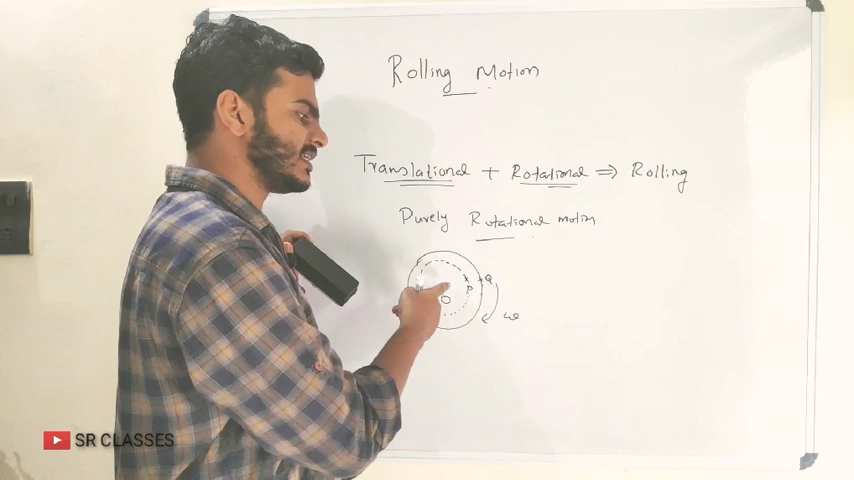 Rolling Motion
Translational + Rotational ⇒ Rolling
Purely Rotational motion
P
Q
O
ω
SR CLASSES